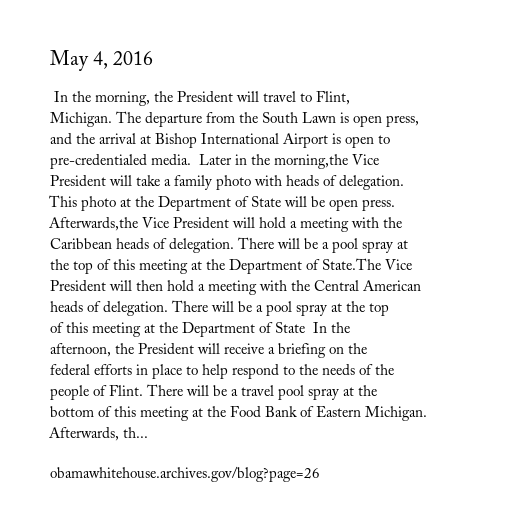 May 4, 2016
In the morning, the President will travel to Flint,
Michigan. The departure from the South Lawn is open press,
and the arrival at Bishop International Airport is open to
pre-credentialed media.  Later in the morning,the Vice
President will take a family photo with heads of delegation.
This photo at the Department of State will be open press.
Afterwards,the Vice President will hold a meeting with the
Caribbean heads of delegation. There will be a pool spray at
the top of this meeting at the Department of State.The Vice
President will then hold a meeting with the Central American
heads of delegation. There will be a pool spray at the top
of this meeting at the Department of State  In the
afternoon, the President will receive a briefing on the
federal efforts in place to help respond to the needs of the
people of Flint. There will be a travel pool spray at the
bottom of this meeting at the Food Bank of Eastern Michigan.
Afterwards, th...
obamawhitehouse.archives.gov/blog?page=26